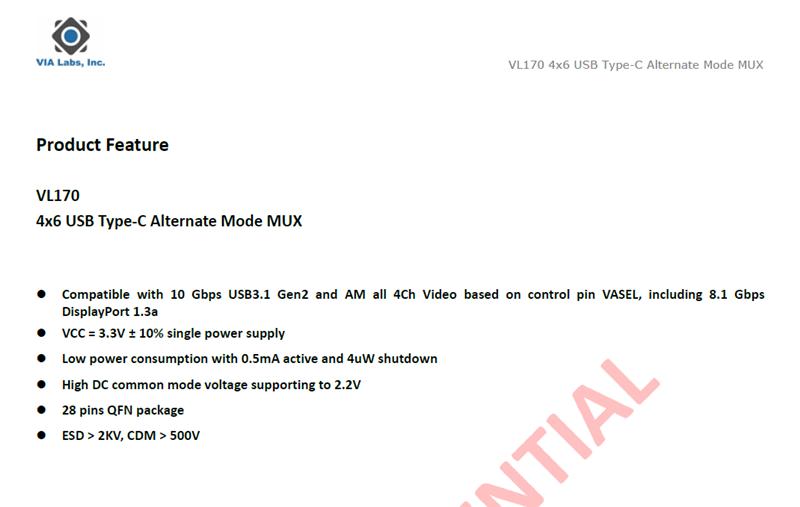 VIA Labs, Inc.
VL170 4x6 USB Type-C Alternate Mode MUX
Product Feature
VL170
4x6 USB Type-C Alternate Mode MUX
● Compatible with 10 Gbps USB3.1 Gen2 and AM all 4Ch Video based on control pin VASEL, including 8.1 Gbps
DisplayPort 1.3a
● VCC = 3.3V ± 10% single power supply
● Low power consumption with 0.5mA active and 4uW shutdown
● High DC common mode voltage supporting to 2.2V
● 28 pins QFN package
● ESD > 2KV, CDM > 500V
ENTIAL